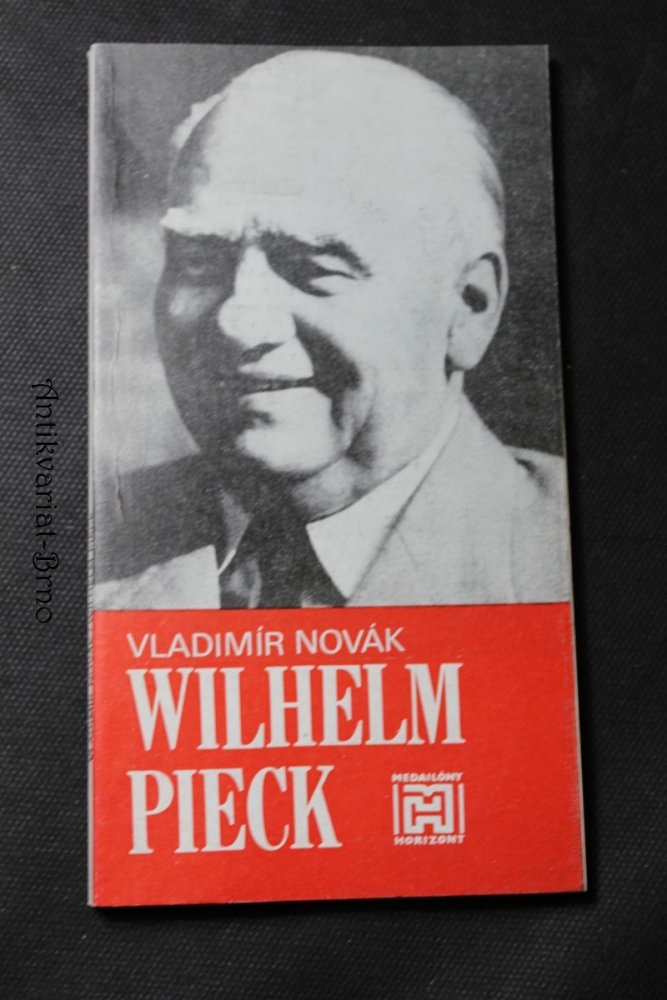 Antikvariat-Brno
VLADIMÍR NOVÁK
WILHELM
PIECK
MEDAILÓNY
HORIZONT